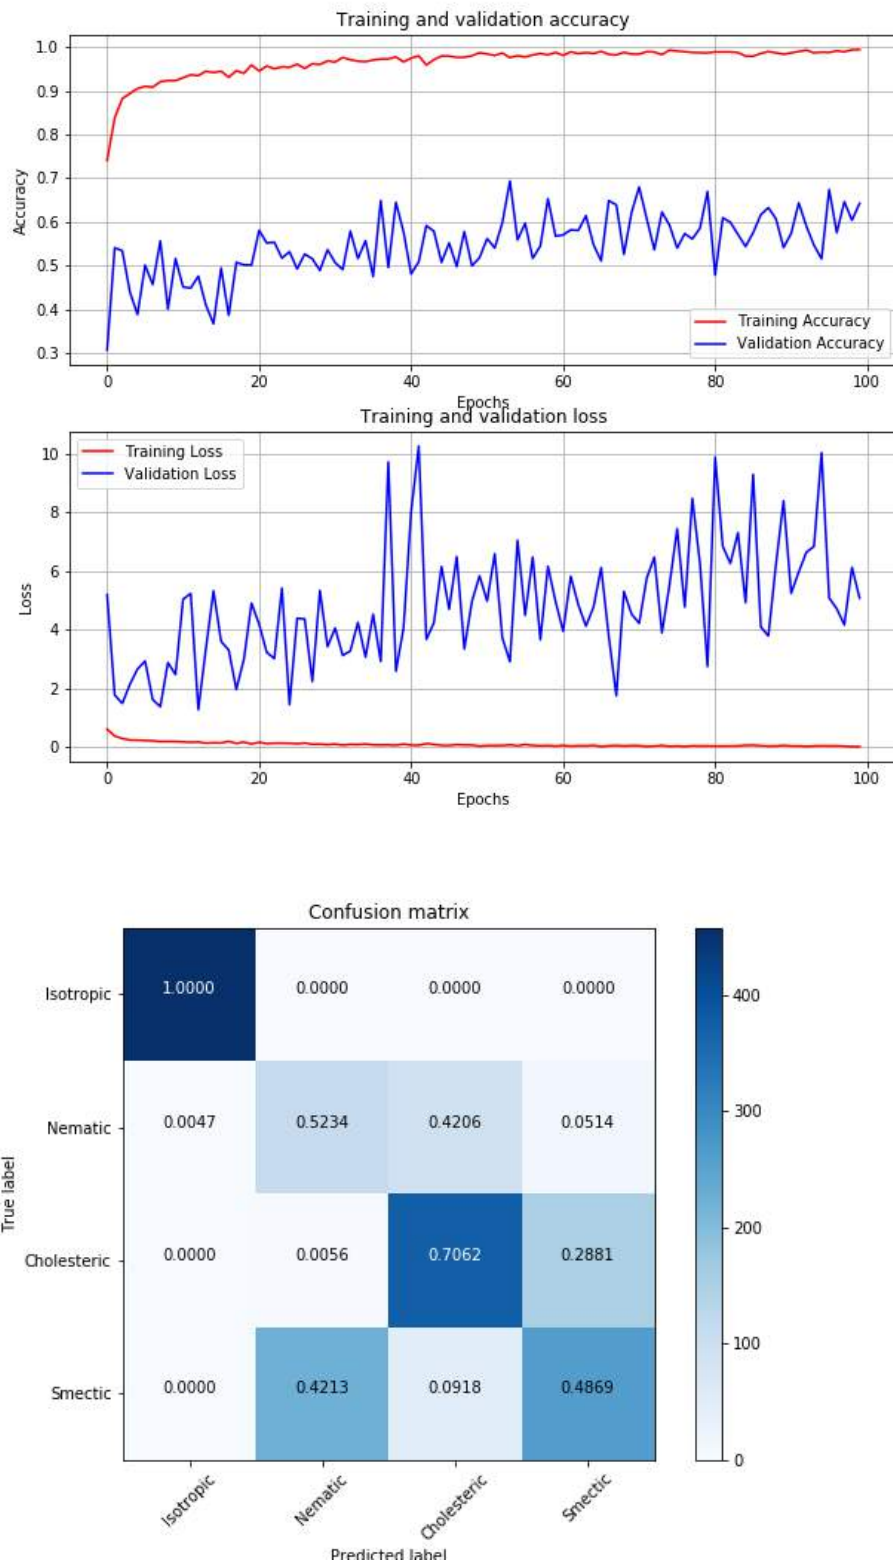 Training and validation accuracy
1.0
0.9
0.8
0.7
0.6
0.5
0.4
0.3
Accuracy
Training Accuracy
Validation Accuracy
0 20 40 60 80 100
Epochs
Training and validation loss
Training Loss
Validation Loss
10
8
6
4
2
0
Loss
0 20 40 60 80 100
Epochs
Confusion matrix
Isotropic 1.0000 0.0000 0.0000 0.0000
Nematic 0.0047 0.5234 0.4206 0.0514
Cholesteric 0.0000 0.0056 0.7062 0.2881
Smectic 0.0000 0.4213 0.0918 0.4869
True label
400
300
200
100
0
Isotropic Nematic Cholesteric Smectic
Predicted label